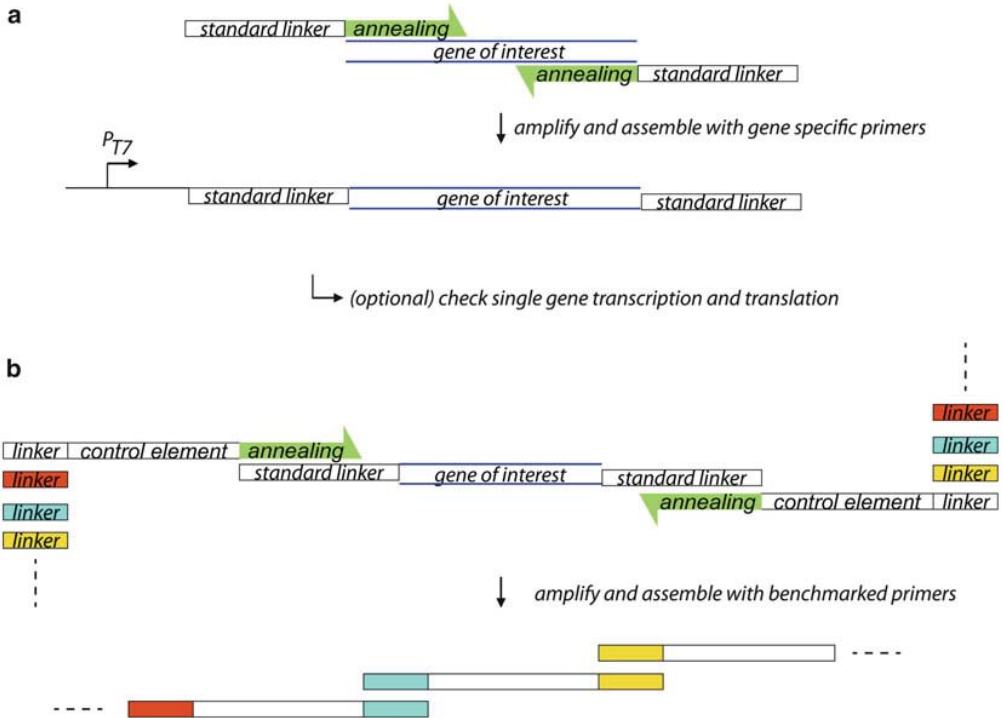 a
standard linker annealing
gene of interest
annealing standard linker
amplify and assemble with gene specific primers
PT7
standard linker gene of interest standard linker
(optional) check single gene transcription and translation
b
linker
linker control element annealing
linker
standard linker gene of interest standard linker
linker
linker
annealing control element linker
linker
linker
amplify and assemble with benchmarked primers